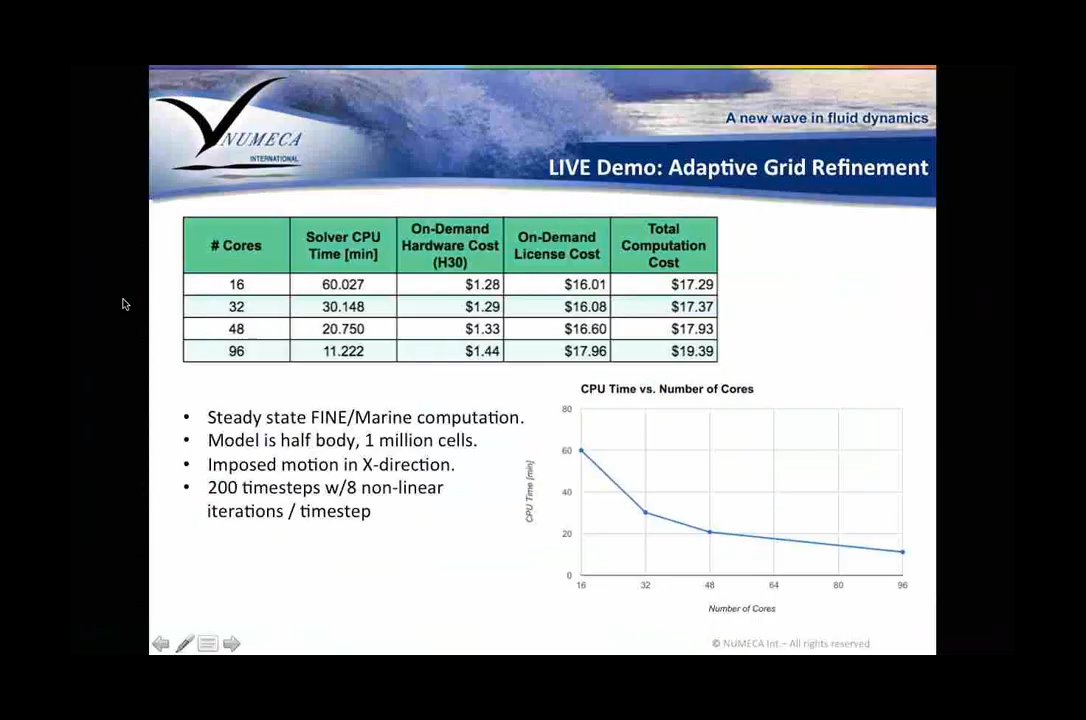 NUMECA
INTERNATIONAL
A new wave in fluid dynamics
LIVE Demo: Adaptive Grid Refinement
# Cores Solver CPU Time [min] On-Demand Hardware Cost (H30) On-Demand License Cost Total Computation Cost
16 60.027 $1.28 $16.01 $17.29
32 30.148 $1.29 $16.08 $17.37
48 20.750 $1.33 $16.60 $17.93
96 11.222 $1.44 $17.96 $19.39
• Steady state FINE/Marine computation.
• Model is half body, 1 million cells.
• Imposed motion in X-direction.
• 200 timesteps w/8 non-linear
iterations / timestep
CPU Time vs. Number of Cores
80
60
40
20
0
CPU Time [min]
16 32 48 64 80 96
Number of Cores
© NUMECA Int. – All rights reserved